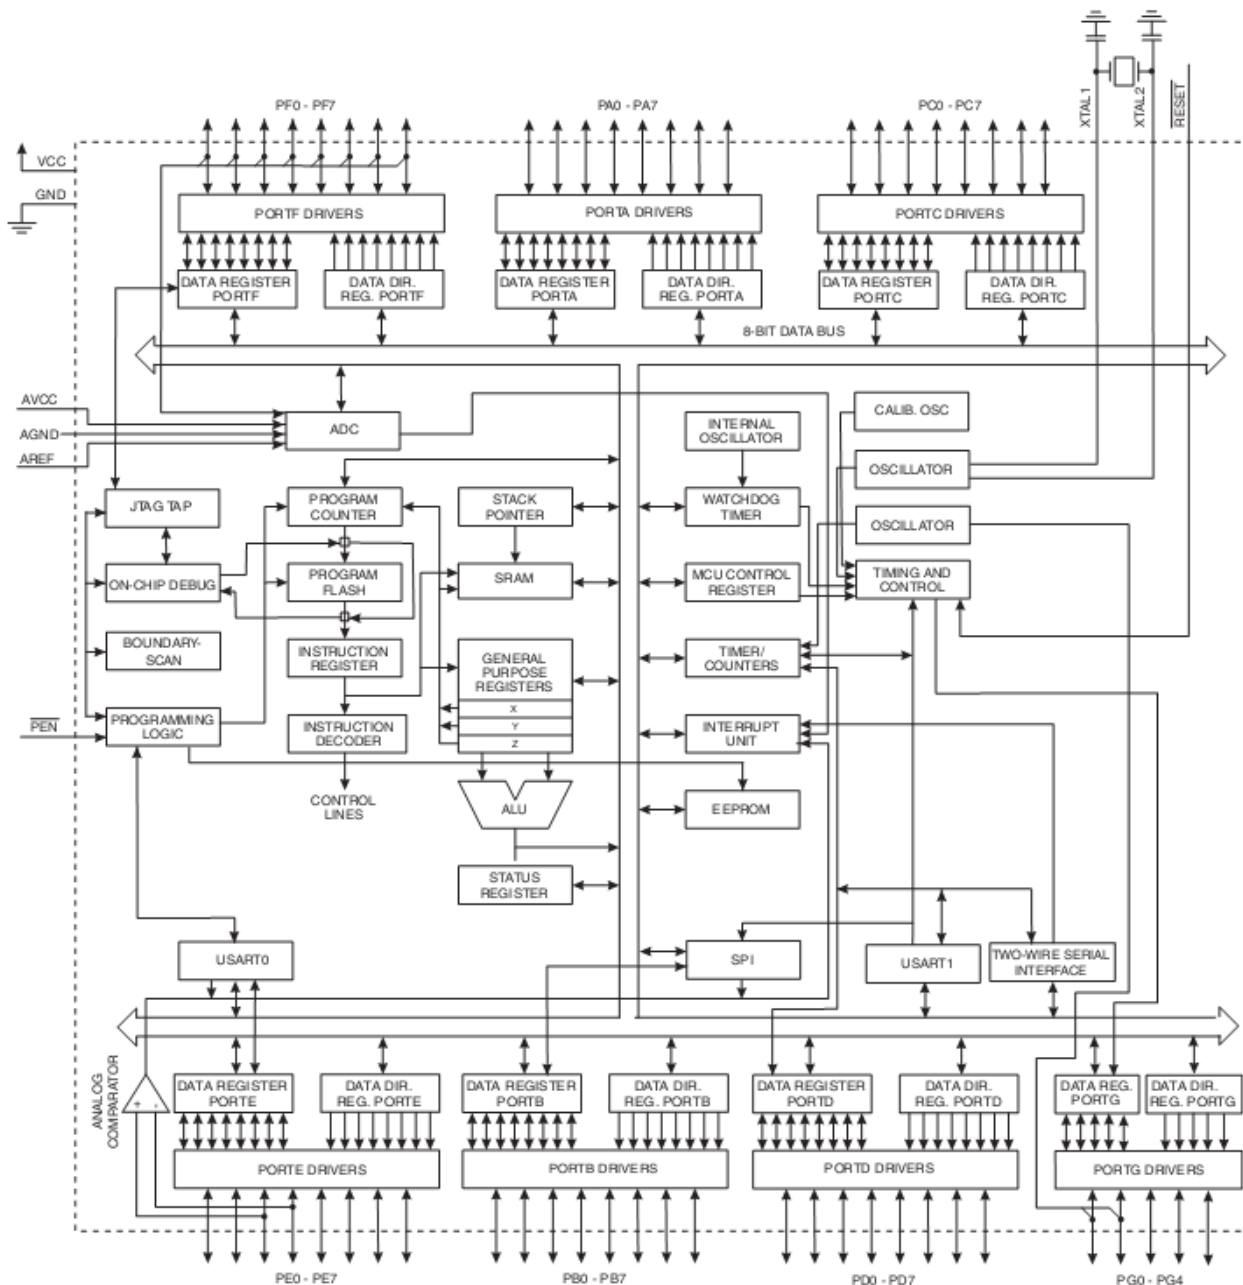 XTAL1
XTAL2
RESET
PF0 - PF7
PA0 - PA7
PC0 - PC7
VCC
GND
PORTF DRIVERS
PORTA DRIVERS
PORTC DRIVERS
DATA REGISTER
PORTF
DATA DIR.
REG. PORTF
DATA REGISTER
PORTA
DATA DIR.
REG. PORTA
DATA REGISTER
PORTC
DATA DIR.
REG. PORTC
8-BIT DATA BUS
AVCC
AGND
AREF
ADC
INTERNAL
OSCILLATOR
CALIB. OSC
OSCILLATOR
JTAG TAP
PROGRAM
COUNTER
STACK
POINTER
WATCHDOG
TIMER
OSCILLATOR
ON-CHIP DEBUG
PROGRAM
FLASH
SRAM
MCU CONTROL
REGISTER
TIMING AND
CONTROL
BOUNDARY-
SCAN
INSTRUCTION
REGISTER
GENERAL
PURPOSE
REGISTERS
X
Y
Z
TIMER/
COUNTERS
PEN
PROGRAMMING
LOGIC
INSTRUCTION
DECODER
INTERRUPT
UNIT
CONTROL
LINES
ALU
EEPROM
STATUS
REGISTER
USART0
SPI
USART1
TWO-WIRE SERIAL
INTERFACE
ANALOG
COMPARATOR
+ -
DATA REGISTER
PORTE
DATA DIR.
REG. PORTE
DATA REGISTER
PORTB
DATA DIR.
REG. PORTB
DATA REGISTER
PORTD
DATA DIR.
REG. PORTD
DATA REG.
PORTG
DATA DIR.
REG. PORTG
PORTE DRIVERS
PORTB DRIVERS
PORTD DRIVERS
PORTG DRIVERS
PE0 - PE7
PB0 - PB7
PD0 - PD7
PG0 - PG4